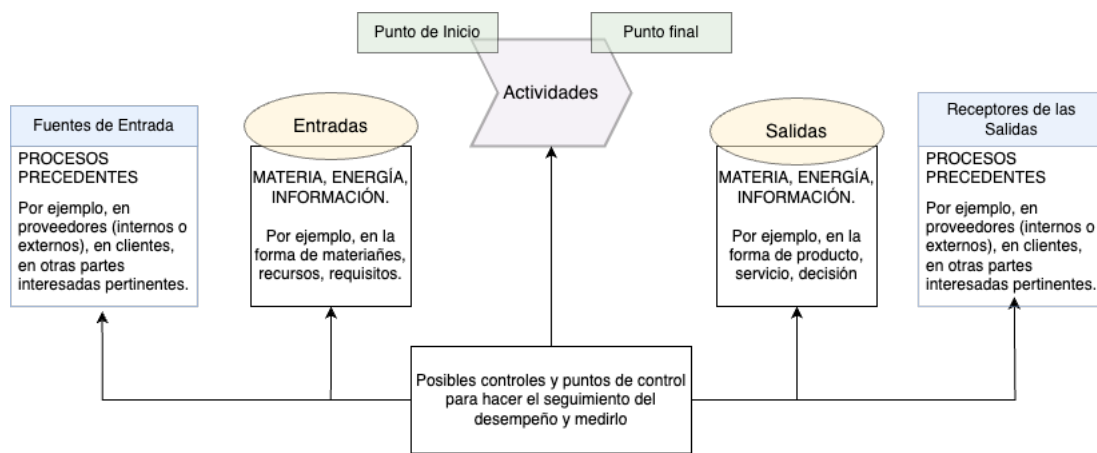 Punto de Inicio
Punto final
Actividades
Fuentes de Entrada
PROCESOS
PRECEDENTES
Por ejemplo, en
proveedores (internos o
externos), en clientes,
en otras partes
interesadas pertinentes.
Entradas
MATERIA, ENERGÍA,
INFORMACIÓN.
Por ejemplo, en la
forma de materiañes,
recursos, requisitos.
Salidas
MATERIA, ENERGÍA,
INFORMACIÓN.
Por ejemplo, en la
forma de producto,
servicio, decisión
Receptores de las
Salidas
PROCESOS
PRECEDENTES
Por ejemplo, en
proveedores (internos o
externos), en clientes,
en otras partes
interesadas pertinentes.
Posibles controles y puntos de control
para hacer el seguimiento del
desempeño y medirlo